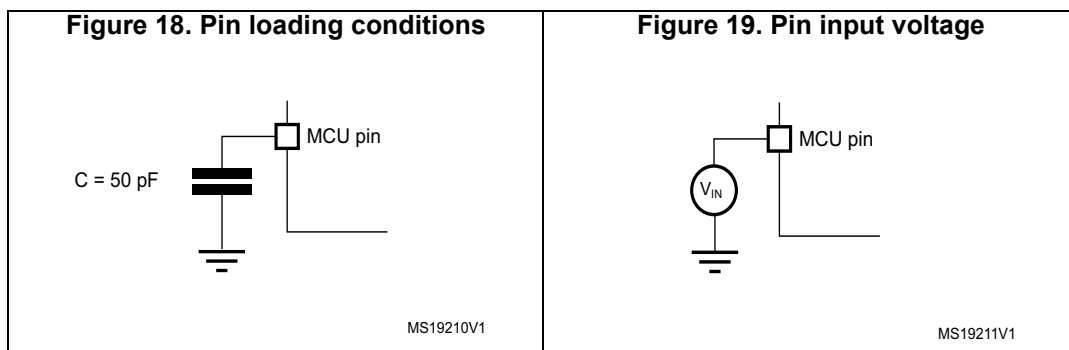 Figure 18. Pin loading conditions
MCU pin
C = 50 pF
MS19210V1
Figure 19. Pin input voltage
MCU pin
VIN
MS19211V1